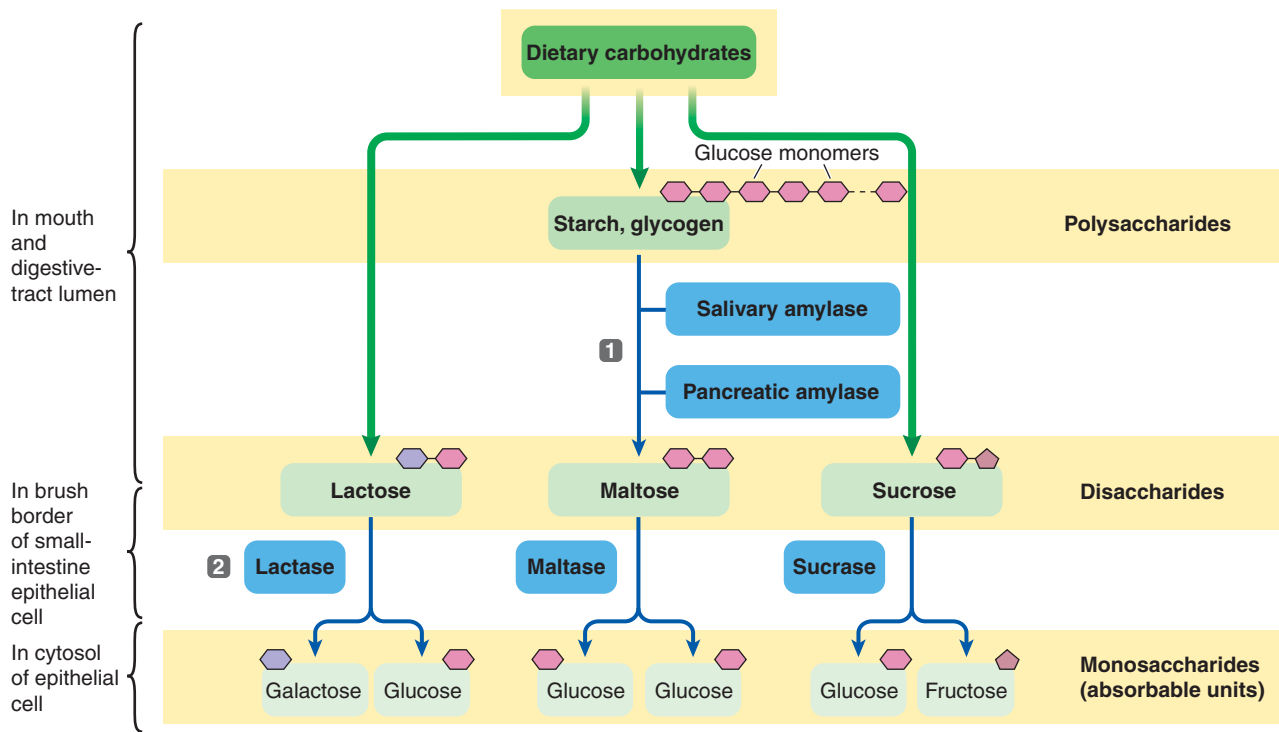 Dietary carbohydrates
Glucose monomers
In mouth
and
digestive-
tract lumen
Starch, glycogen
Polysaccharides
Salivary amylase
1
Pancreatic amylase
Lactose
Maltose
Sucrose
Disaccharides
In brush
border
of small-
intestine
epithelial
cell
2
Lactase
Maltase
Sucrase
In cytosol
of epithelial
cell
Galactose
Glucose
Glucose
Glucose
Glucose
Fructose
Monosaccharides
(absorbable units)